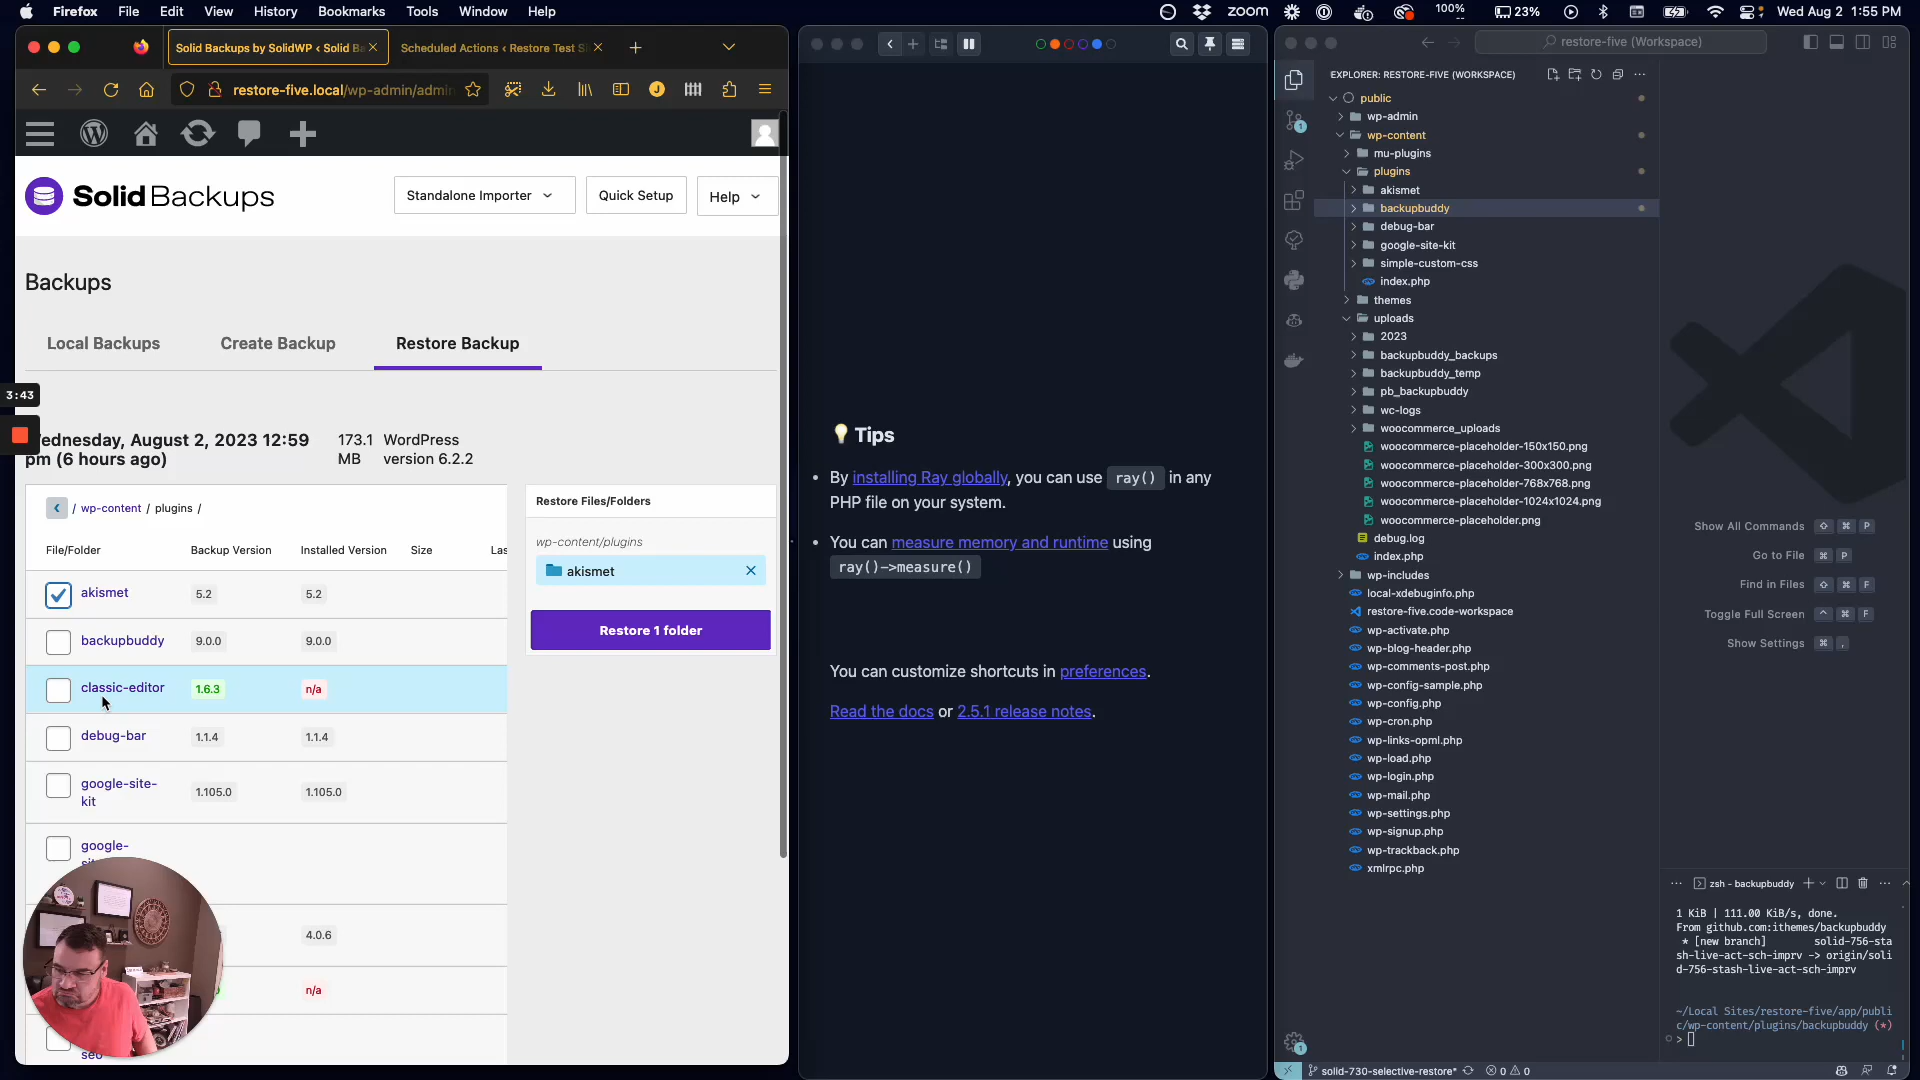 Firefox File Edit View History Bookmarks Tools Window Help
zoom 100% 23% Wed Aug 2 1:55 PM
Solid Backups by SolidWP ‹ Solid Ba
Scheduled Actions ‹ Restore Test S
restore-five.local/wp-admin/admin
Solid Backups
Standalone Importer
Quick Setup
Help
Backups
Local Backups
Create Backup
Restore Backup
3:43
Wednesday, August 2, 2023 12:59
pm (6 hours ago)
173.1
MB
WordPress
version 6.2.2
/ wp-content / plugins /
File/Folder Backup Version Installed Version Size Las
akismet 5.2 5.2
backupbuddy 9.0.0 9.0.0
classic-editor 1.6.3 n/a
debug-bar 1.1.4 1.1.4
google-site-
kit
1.105.0 1.105.0
google-
4.0.6
n/a
seo
Restore Files/Folders
wp-content/plugins
akismet
Restore 1 folder
💡 Tips
• By installing Ray globally, you can use ray() in any
PHP file on your system.
• You can measure memory and runtime using
ray()->measure()
You can customize shortcuts in preferences.
Read the docs or 2.5.1 release notes.
restore-five (Workspace)
EXPLORER: RESTORE-FIVE (WORKSPACE)
public
wp-admin
wp-content
mu-plugins
plugins
akismet
backupbuddy
debug-bar
google-site-kit
simple-custom-css
index.php
themes
uploads
2023
backupbuddy_backups
backupbuddy_temp
pb_backupbuddy
wc-logs
woocommerce_uploads
woocommerce-placeholder-150x150.png
woocommerce-placeholder-300x300.png
woocommerce-placeholder-768x768.png
woocommerce-placeholder-1024x1024.png
woocommerce-placeholder.png
debug.log
index.php
wp-includes
local-xdebuginfo.php
restore-five.code-workspace
wp-activate.php
wp-blog-header.php
wp-comments-post.php
wp-config-sample.php
wp-config.php
wp-cron.php
wp-links-opml.php
wp-load.php
wp-login.php
wp-mail.php
wp-settings.php
wp-signup.php
wp-trackback.php
xmlrpc.php
Show All Commands ⇧ ⌘ P
Go to File ⌘ P
Find in Files ⇧ ⌘ F
Toggle Full Screen ^ ⌘ F
Show Settings ⌘ ,
zsh - backupbuddy
1 KiB | 111.00 KiB/s, done.
From github.com:ithemes/backupbuddy
* [new branch] solid-756-sta
sh-live-act-sch-imprv -> origin/soli
d-756-stash-live-act-sch-imprv
~/Local Sites/restore-five/app/publi
c/wp-content/plugins/backupbuddy (*)
>
solid-730-selective-restore* 0 0